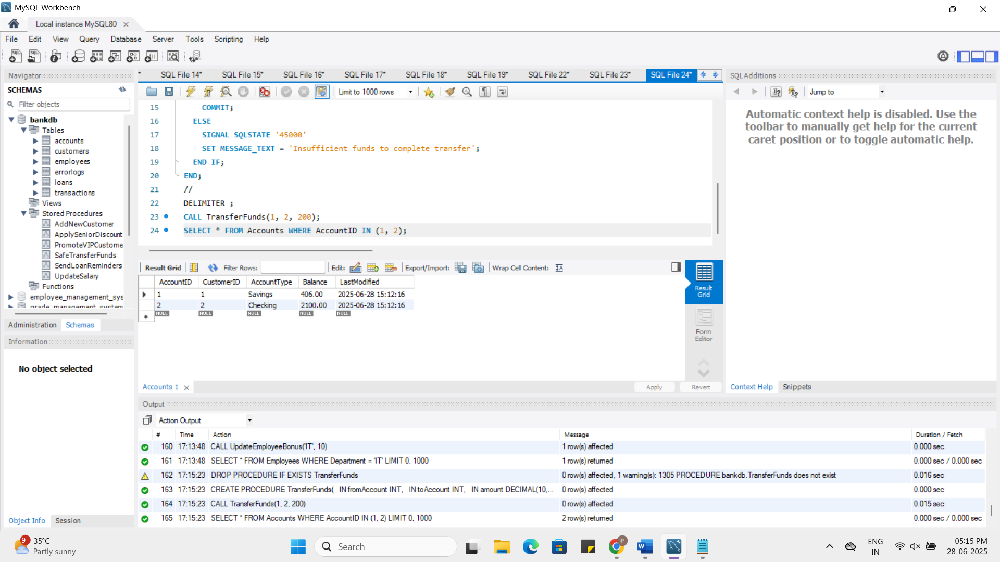 MySQL Workbench
Local instance MySQL80
File Edit View Query Database Server Tools Scripting Help
Navigator
SCHEMAS
Filter objects
bankdb
Tables
accounts
customers
employees
errorlogs
loans
transactions
Views
Stored Procedures
AddNewCustomer
ApplySeniorDiscount
PromoteVIPCustome
SafeTransferFunds
SendLoanReminders
UpdateSalary
Functions
employee_management_sys
grade_management_system
Administration Schemas
Information
No object selected
Object Info Session
* SQL File 14* SQL File 15* SQL File 16* SQL File 17* SQL File 18* SQL File 19* SQL File 22* SQL File 23* SQL File 24*
Limit to 1000 rows
15 COMMIT;
16 ELSE
17 SIGNAL SQLSTATE '45000'
18 SET MESSAGE_TEXT = 'Insufficient funds to complete transfer';
19 END IF;
20 END;
21 //
22 DELIMITER ;
23 CALL TransferFunds(1, 2, 200);
24 SELECT * FROM Accounts WHERE AccountID IN (1, 2);
Result Grid Filter Rows: Edit: Export/Import: Wrap Cell Content:
AccountID CustomerID AccountType Balance LastModified
1 1 Savings 406.00 2025-06-28 15:12:16
2 2 Checking 2100.00 2025-06-28 15:12:16
NULL NULL NULL NULL NULL
Result
Grid
Form
Editor
Accounts 1
Apply Revert
SQLAdditions
Jump to
Automatic context help is disabled. Use the
toolbar to manually get help for the current
caret position or to toggle automatic help.
Context Help Snippets
Output
Action Output
# Time Action Message Duration / Fetch
160 17:13:48 CALL UpdateEmployeeBonus('IT', 10) 1 row(s) affected 0.000 sec
161 17:13:48 SELECT * FROM Employees WHERE Department = 'IT' LIMIT 0, 1000 1 row(s) returned 0.000 sec / 0.000 sec
162 17:15:23 DROP PROCEDURE IF EXISTS TransferFunds 0 row(s) affected, 1 warning(s): 1305 PROCEDURE bankdb.TransferFunds does not exist 0.016 sec
163 17:15:23 CREATE PROCEDURE TransferFunds( IN fromAccount INT, IN toAccount INT, IN amount DECIMAL(10,... 0 row(s) affected 0.000 sec
164 17:15:23 CALL TransferFunds(1, 2, 200) 0 row(s) affected 0.015 sec
165 17:15:23 SELECT * FROM Accounts WHERE AccountID IN (1, 2) LIMIT 0, 1000 2 row(s) returned 0.000 sec / 0.000 sec
9+
35°C
Partly sunny
Search
P
ENG
IN
05:15 PM
28-06-2025